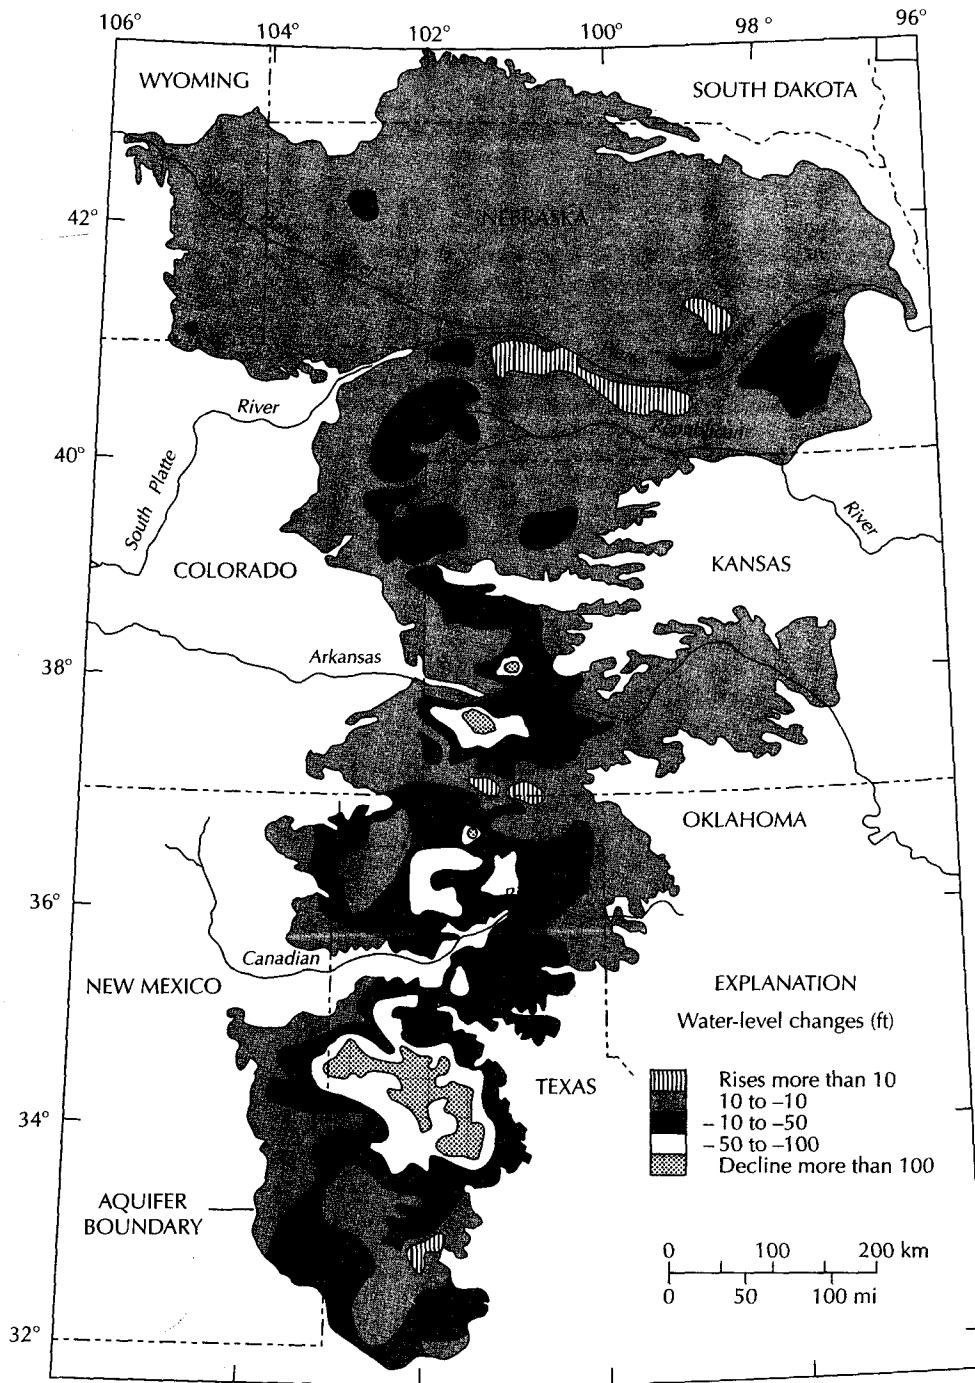 106°
104°
102°
100°
98°
96°
WYOMING
SOUTH DAKOTA
42°
NEBRASKA
River
Republican
40°
South Platte
River
COLORADO
KANSAS
Arkansas
38°
OKLAHOMA
36°
Canadian
NEW MEXICO
EXPLANATION
Water-level changes (ft)
TEXAS
Rises more than 10
10 to –10
– 10 to –50
– 50 to –100
Decline more than 100
34°
AQUIFER
BOUNDARY
0 100 200 km
0 50 100 mi
32°